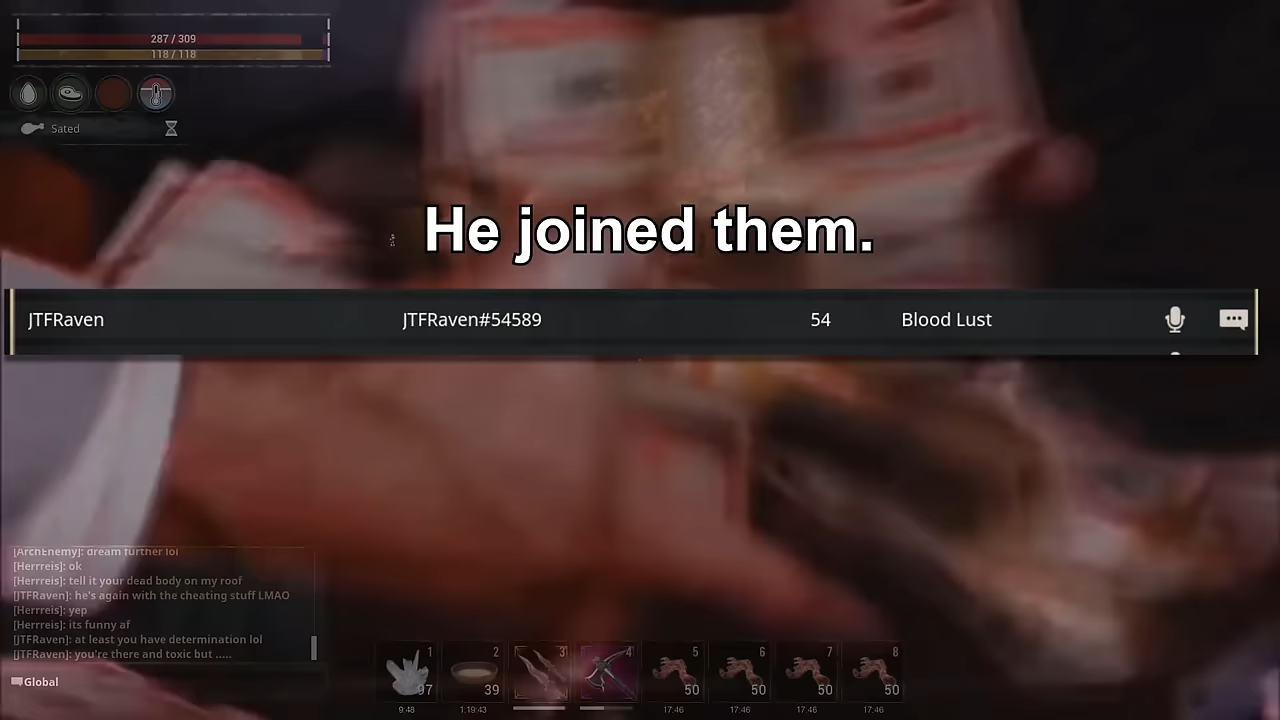 287 / 309
118 / 118
Sated
He joined them.
JTFRaven JTFRaven#54589 54 Blood Lust
[ArchEnemy]: dream further lol
[Herrreis]: ok
[Herrreis]: tell it your dead body on my roof
[JTFRaven]: he's again with the cheating stuff LMAO
[Herrreis]: yep
[Herrreis]: its funny af
[JTFRaven]: at least you have determination lol
[JTFRaven]: you're there and toxic but .....
Global
1 2 3 4 5 6 7 8
97 39 50 50 50 50
9:48 1:19:43 17:46 17:46 17:46 17:46